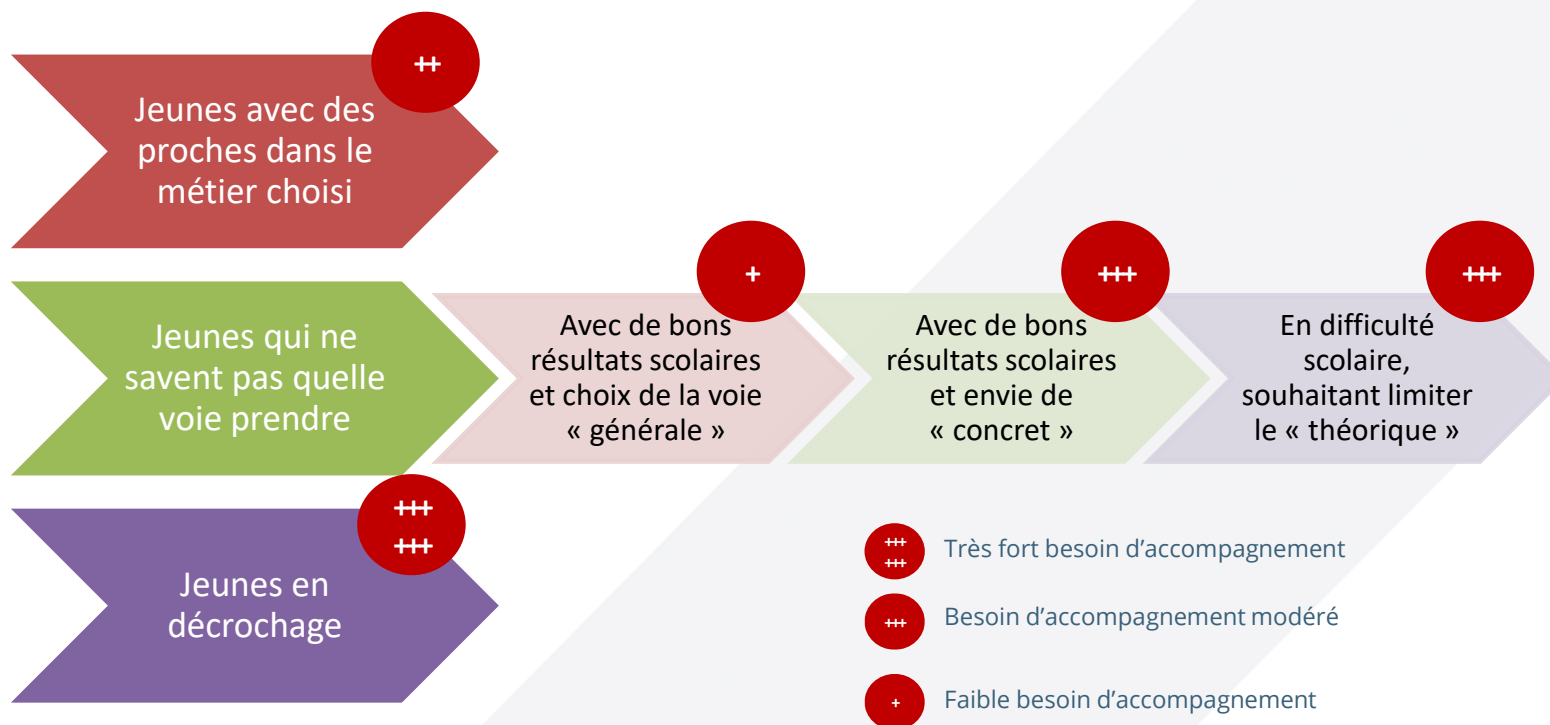 ++
Jeunes avec des
proches dans le
métier choisi
+
+++
+++
Jeunes qui ne
savent pas quelle
voie prendre
Avec de bons
résultats scolaires
et choix de la voie
« générale »
Avec de bons
résultats scolaires
et envie de
« concret »
En difficulté
scolaire,
souhaitant limiter
le « théorique »
+++
+++
Jeunes en
décrochage
+++
+++
Très fort besoin d’accompagnement
+++
Besoin d’accompagnement modéré
+
Faible besoin d’accompagnement